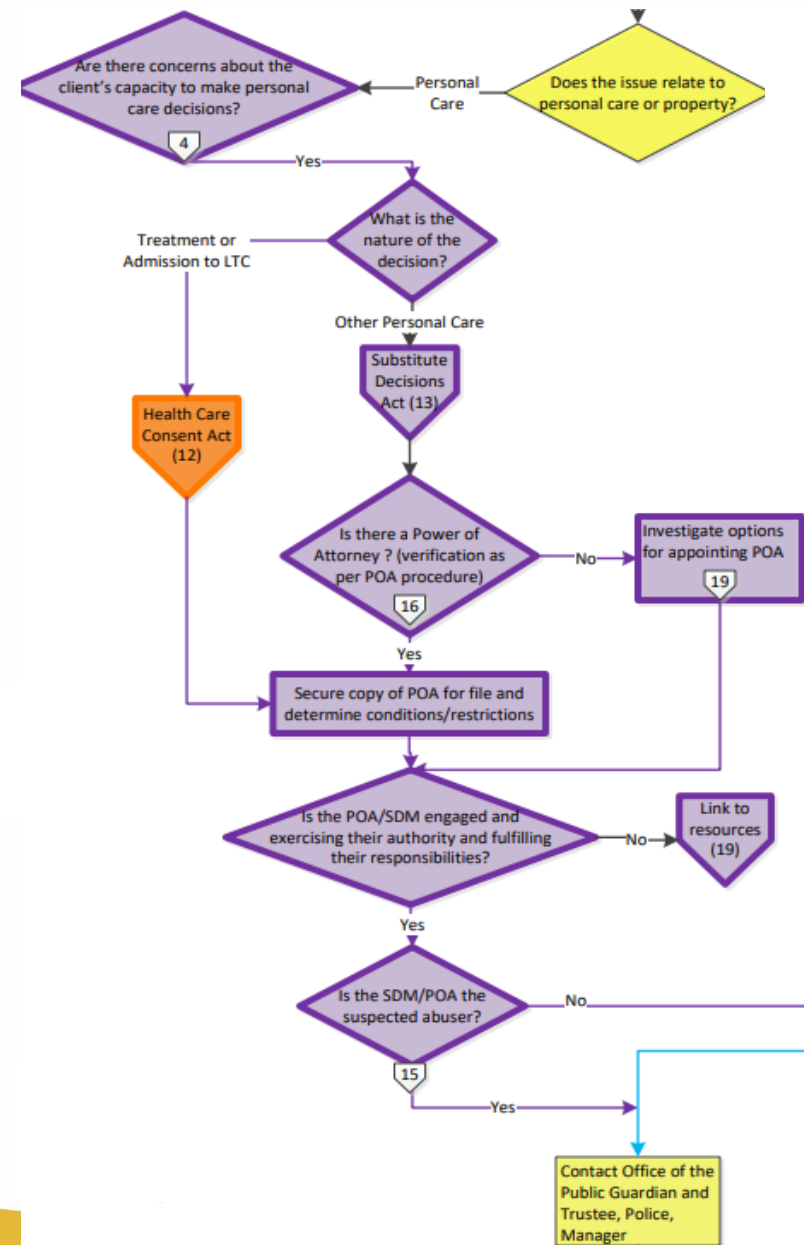 Are there concerns about the
client's capacity to make personal
care decisions?
4
Personal
Care
Does the issue relate to
personal care or property?
Yes
What is the
nature of the
decision?
Treatment or
Admission to LTC
Other Personal Care
Substitute
Decisions
Act (13)
Health Care
Consent Act
(12)
Is there a Power of
Attorney ? (verification as
per POA procedure)
16
No
Investigate options
for appointing POA
19
Yes
Secure copy of POA for file and
determine conditions/restrictions
Is the POA/SDM engaged and
exercising their authority and fulfilling
their responsibilities?
No
Link to
resources
(19)
Yes
Is the SDM/POA the
suspected abuser?
15
No
Yes
Contact Office of the
Public Guardian and
Trustee, Police,
Manager